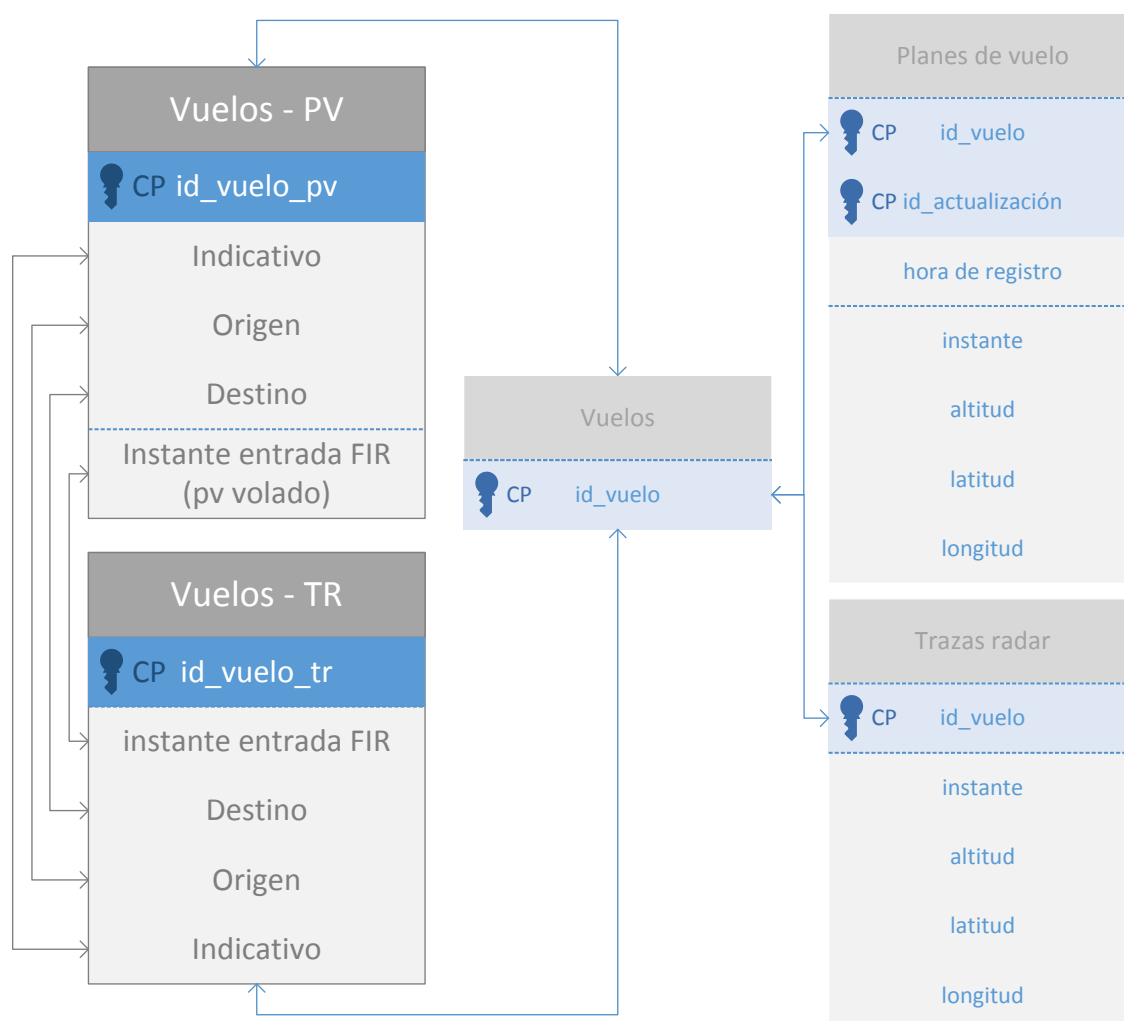 Vuelos - PV
CP id_vuelo_pv
Indicativo
Origen
Destino
Instante entrada FIR
(pv volado)
Vuelos - TR
CP id_vuelo_tr
instante entrada FIR
Destino
Origen
Indicativo
Vuelos
CP id_vuelo
Planes de vuelo
CP id_vuelo
CP id_actualización
hora de registro
instante
altitud
latitud
longitud
Trazas radar
CP id_vuelo
instante
altitud
latitud
longitud